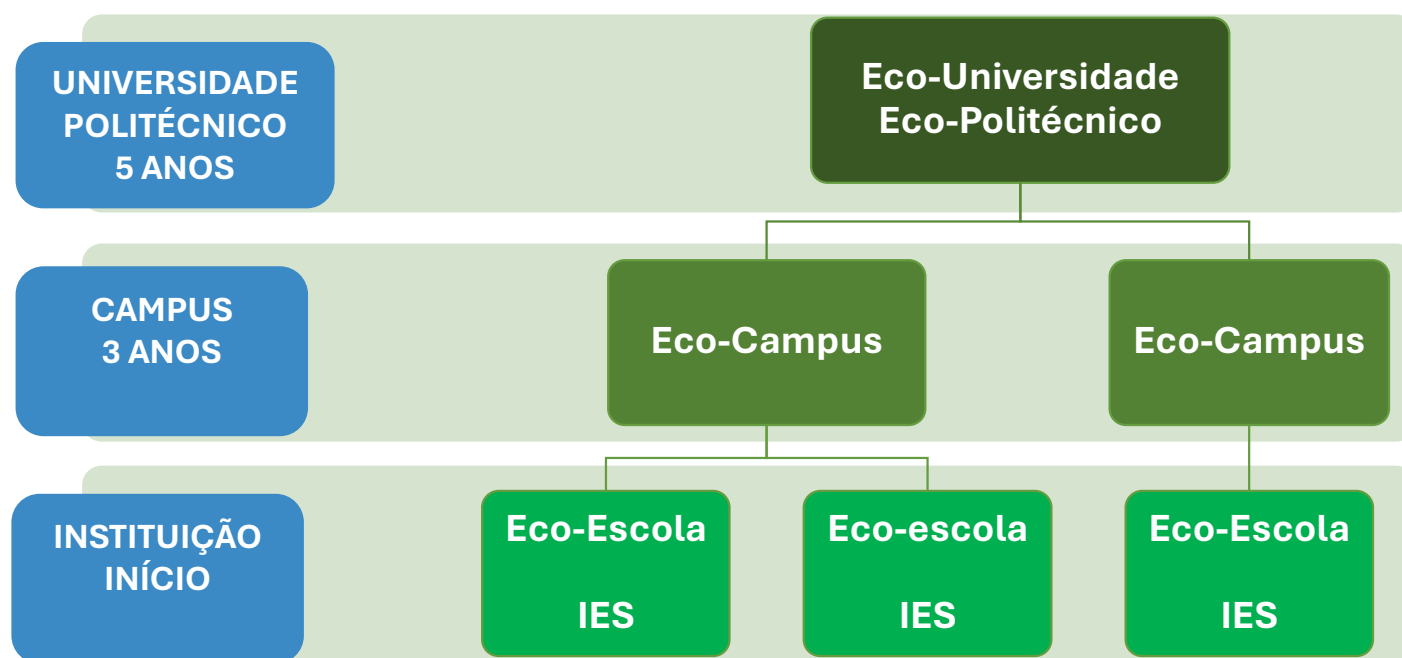 UNIVERSIDADE
POLITÉCNICO
5 ANOS
Eco-Universidade
Eco-Politécnico
CAMPUS
3 ANOS
Eco-Campus
Eco-Campus
INSTITUIÇÃO
INÍCIO
Eco-Escola
IES
Eco-escola
IES
Eco-Escola
IES